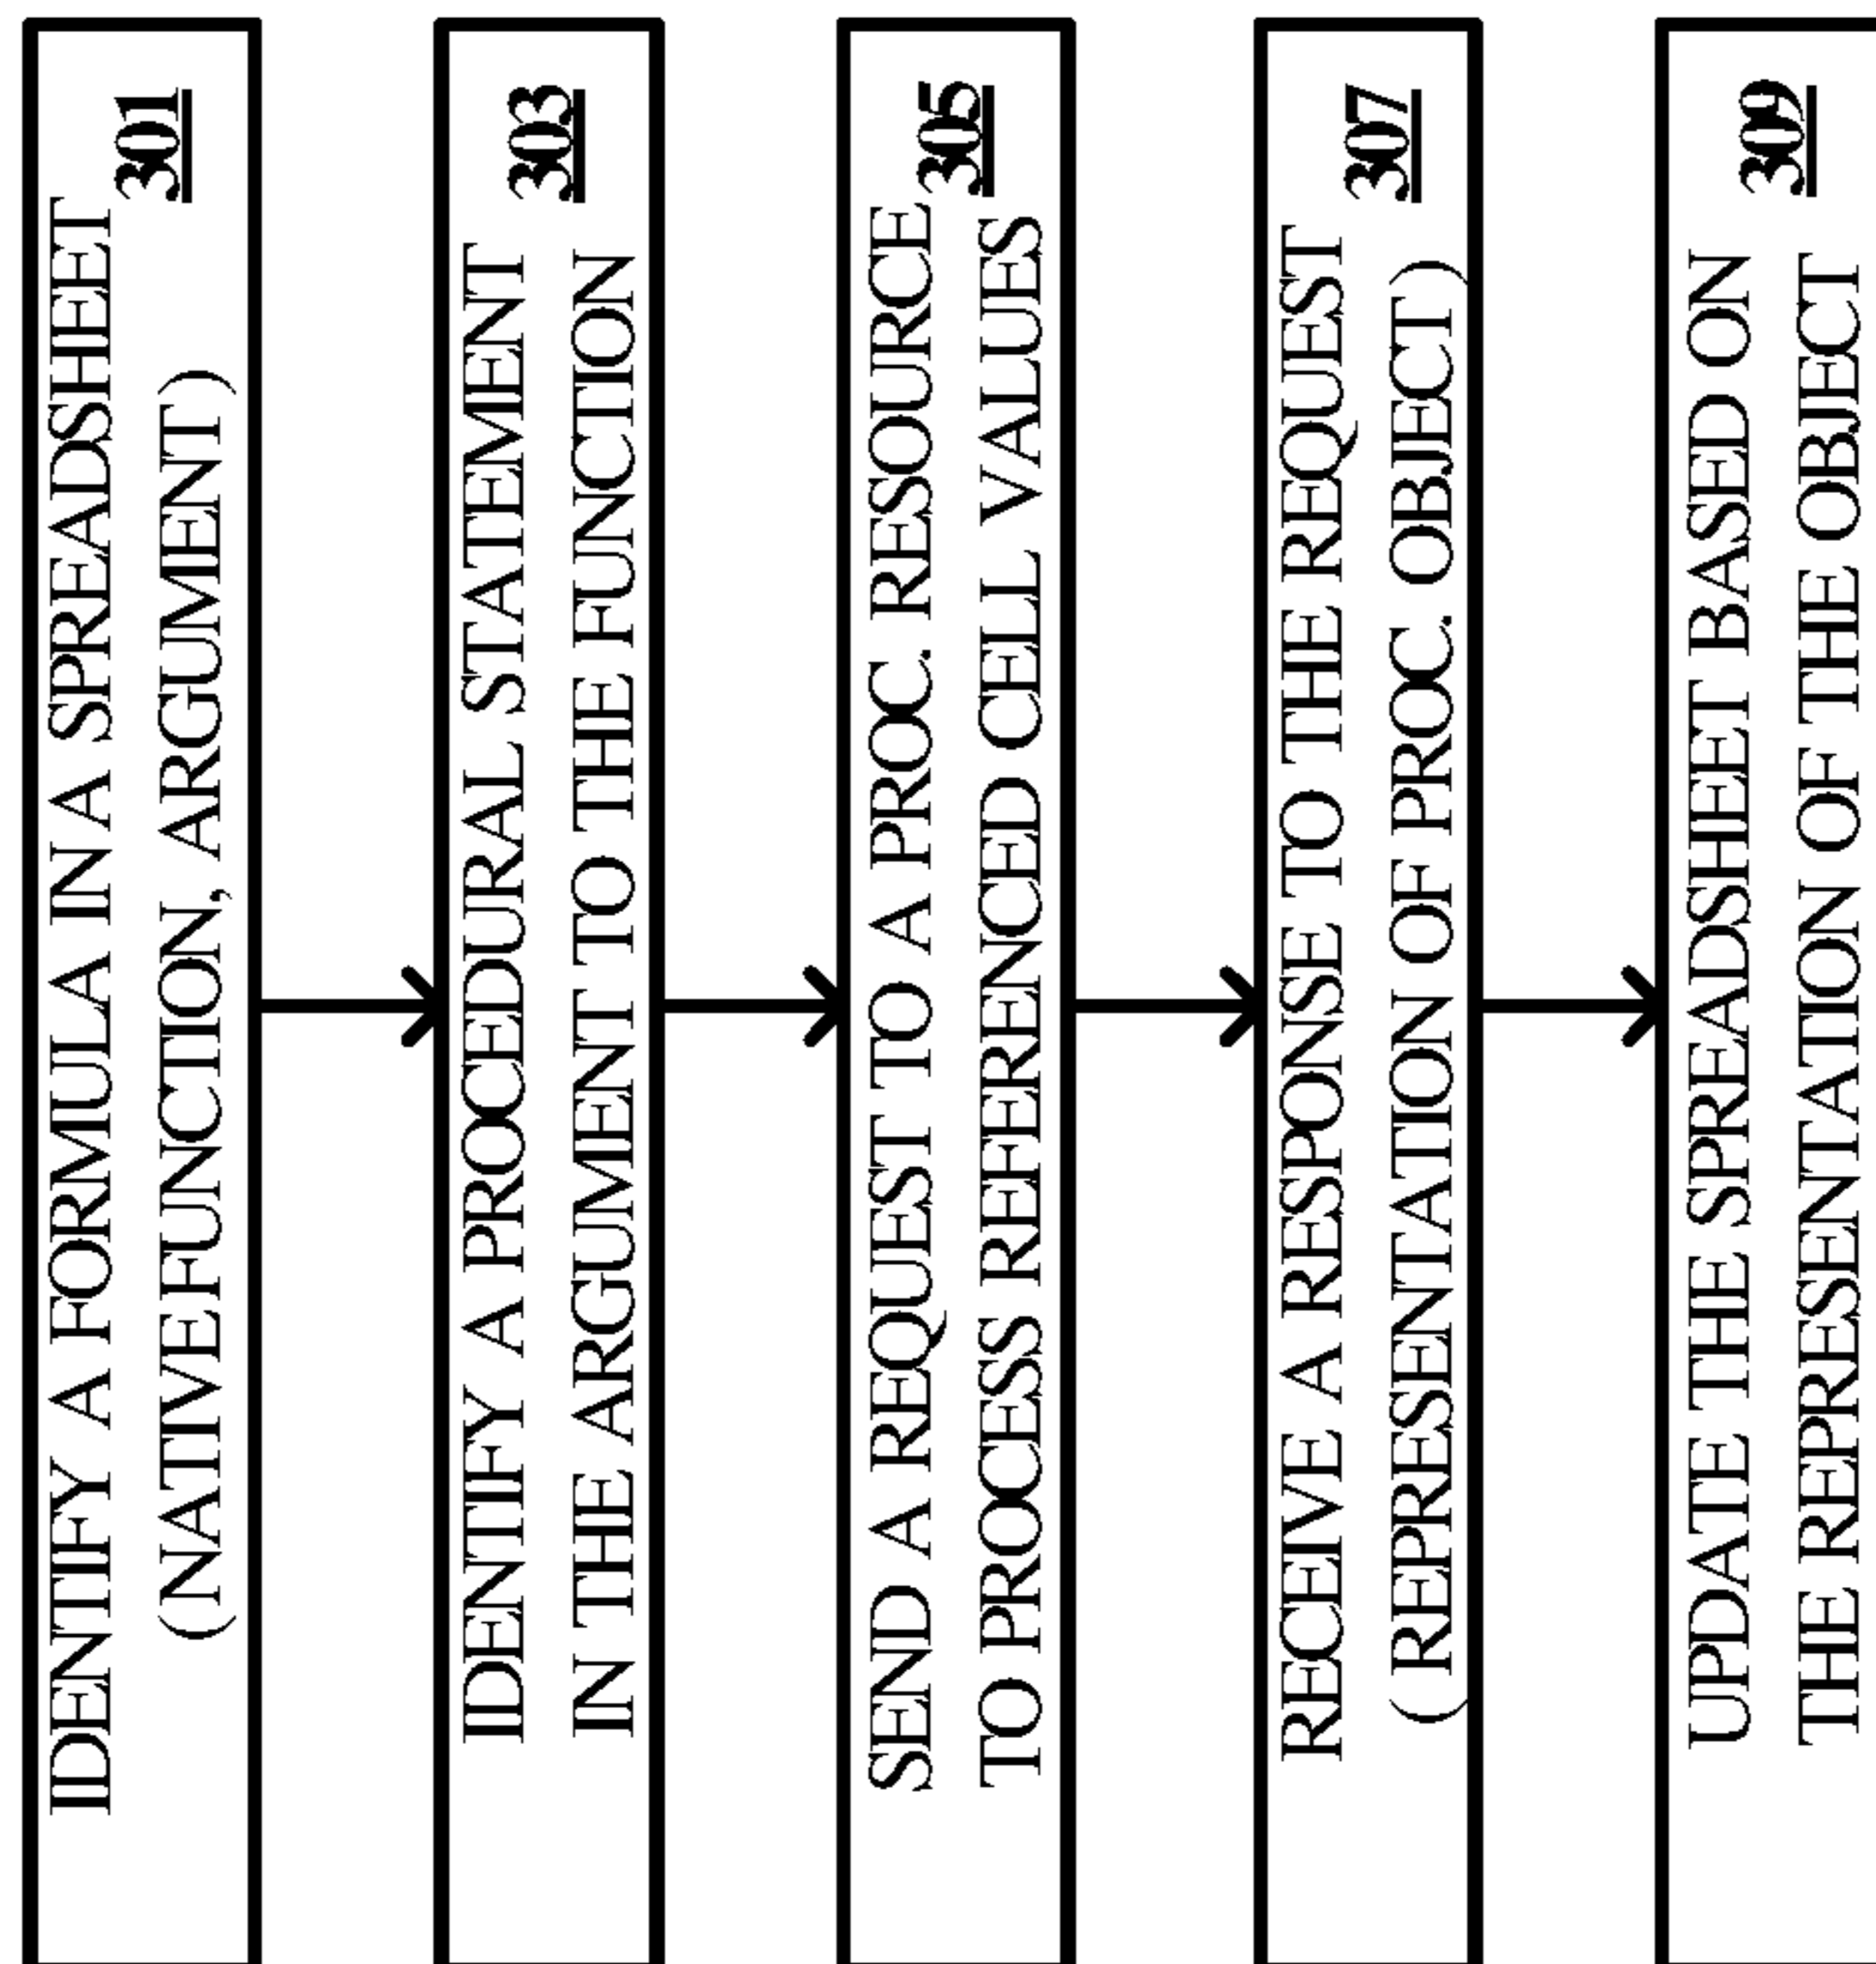 IDENTIFY A FORMULA IN A SPREADSHEET
(NATIVE FUNCTION, ARGUMENT)
301
IDENTIFY A PROCEDURAL STATEMENT
IN THE ARGUMENT TO THE FUNCTION
303
SEND A REQUEST TO A PROC. RESOURCE
TO PROCESS REFERENCED CELL VALUES
305
RECEIVE A RESPONSE TO THE REQUEST
(REPRESENTATION OF PROC. OBJECT)
307
UPDATE THE SPREADSHEET BASED ON
THE REPRESENTATION OF THE OBJECT
309